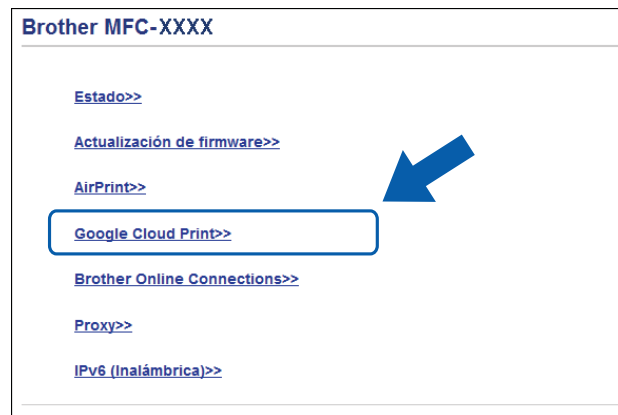 Brother MFC-XXXX
Estado>>
Actualización de firmware>>
AirPrint>>
Google Cloud Print>>
Brother Online Connections>>
Proxy>>
IPv6 (Inalámbrica)>>